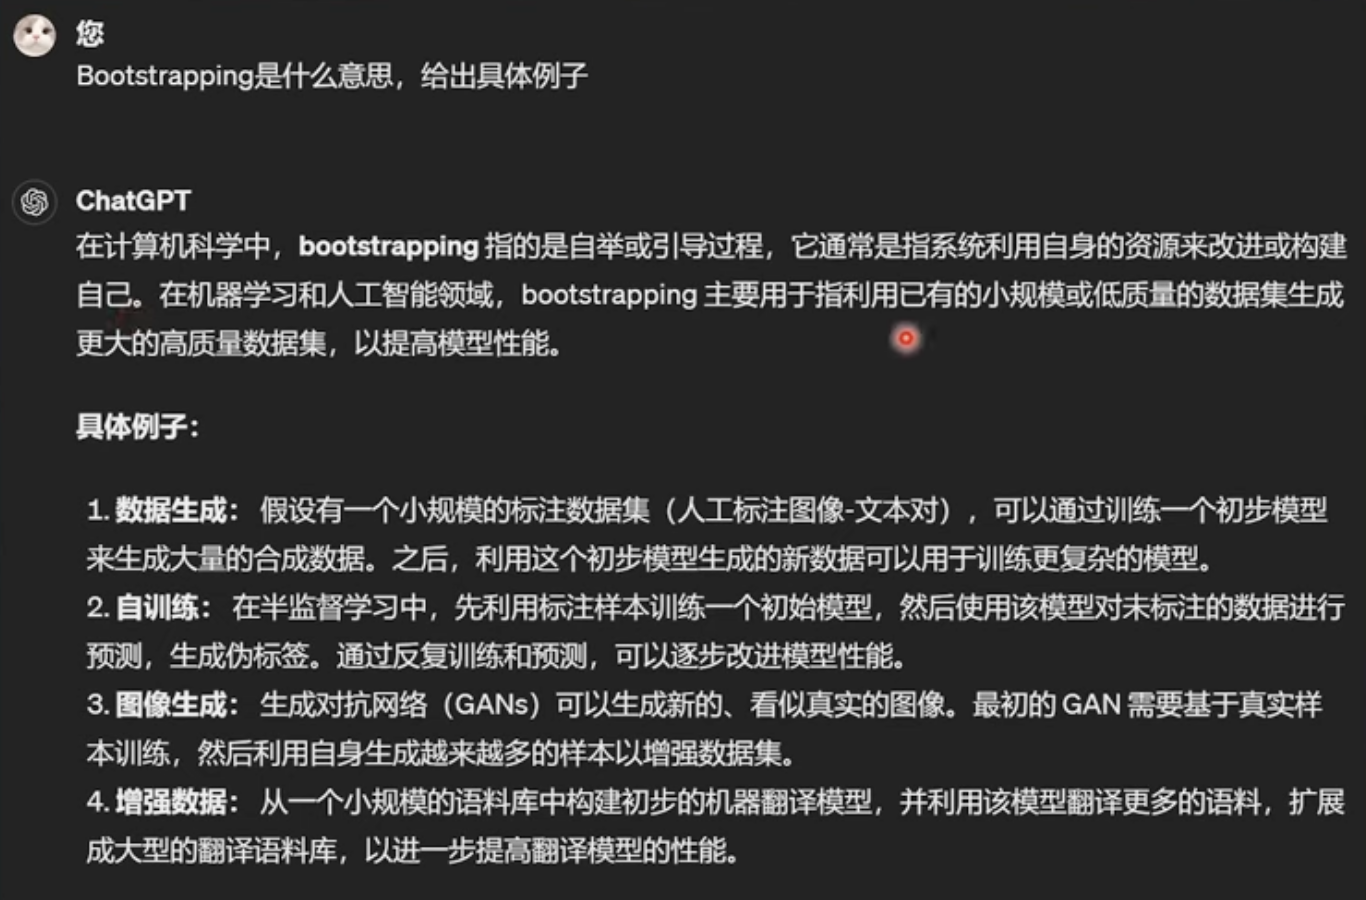 您
Bootstrapping是什么意思，给出具体例子
ChatGPT
在计算机科学中，bootstrapping 指的是自举或引导过程，它通常是指系统利用自身的资源来改进或构建
自己。在机器学习和人工智能领域，bootstrapping 主要用于指利用已有的小规模或低质量的数据集生成
更大的高质量数据集，以提高模型性能。
具体例子：
1. 数据生成： 假设有一个小规模的标注数据集（人工标注图像-文本对），可以通过训练一个初步模型
来生成大量的合成数据。之后，利用这个初步模型生成的新数据可以用于训练更复杂的模型。
2. 自训练： 在半监督学习中，先利用标注样本训练一个初始模型，然后使用该模型对未标注的数据进行
预测，生成伪标签。通过反复训练和预测，可以逐步改进模型性能。
3. 图像生成： 生成对抗网络（GANs）可以生成新的、看似真实的图像。最初的 GAN 需要基于真实样
本训练，然后利用自身生成越来越多的样本以增强数据集。
4. 增强数据： 从一个小规模的语料库中构建初步的机器翻译模型，并利用该模型翻译更多的语料，扩展
成大型的翻译语料库，以进一步提高翻译模型的性能。